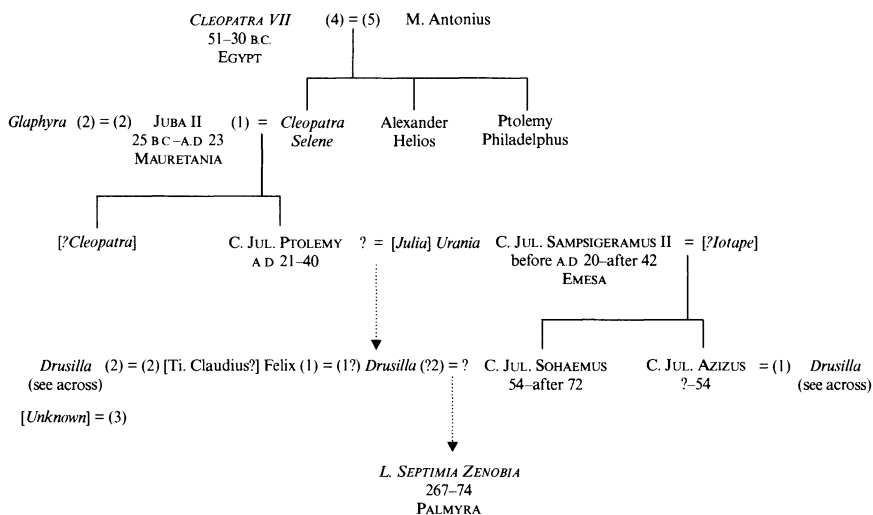 CLEOPATRA VII (4) = (5) M. Antonius
51–30 B.C.
EGYPT
Glaphyra (2) = (2) JUBA II (1) = Cleopatra Selene Alexander Helios Ptolemy Philadelphus
25 B C –A.D 23
MAURETANIA
[?Cleopatra] C. JUL. PTOLEMY ? = [Julia] Urania C. JUL. SAMPSIGERAMUS II = [?Iotape]
A D 21–40 before A.D 20–after 42
EMESA
Drusilla (2) = (2) [Ti. Claudius?] Felix (1) = (1?) Drusilla (?2) = ? C. JUL. SOHAEMUS C. JUL. AZIZUS = (1) Drusilla
(see across) 54–after 72 ?–54 (see across)
[Unknown] = (3)
L. SEPTIMIA ZENOBIA
267–74
PALMYRA